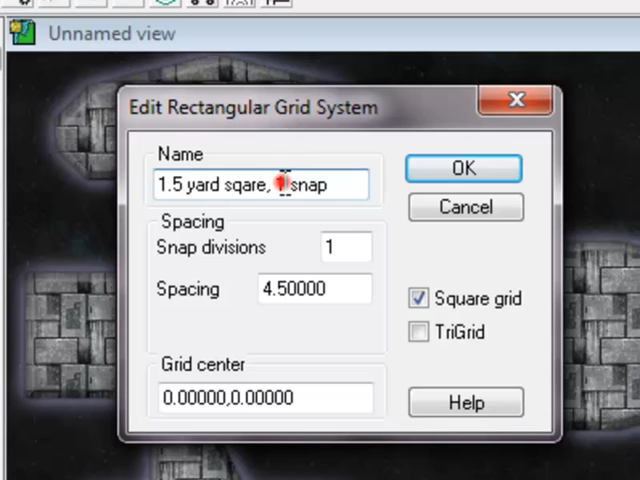 Unnamed view
Edit Rectangular Grid System
Name
1.5 yard sqare, snap
OK
Cancel
Spacing
Snap divisions 1
Spacing 4.50000
Square grid
TriGrid
Grid center
0.00000,0.00000
Help